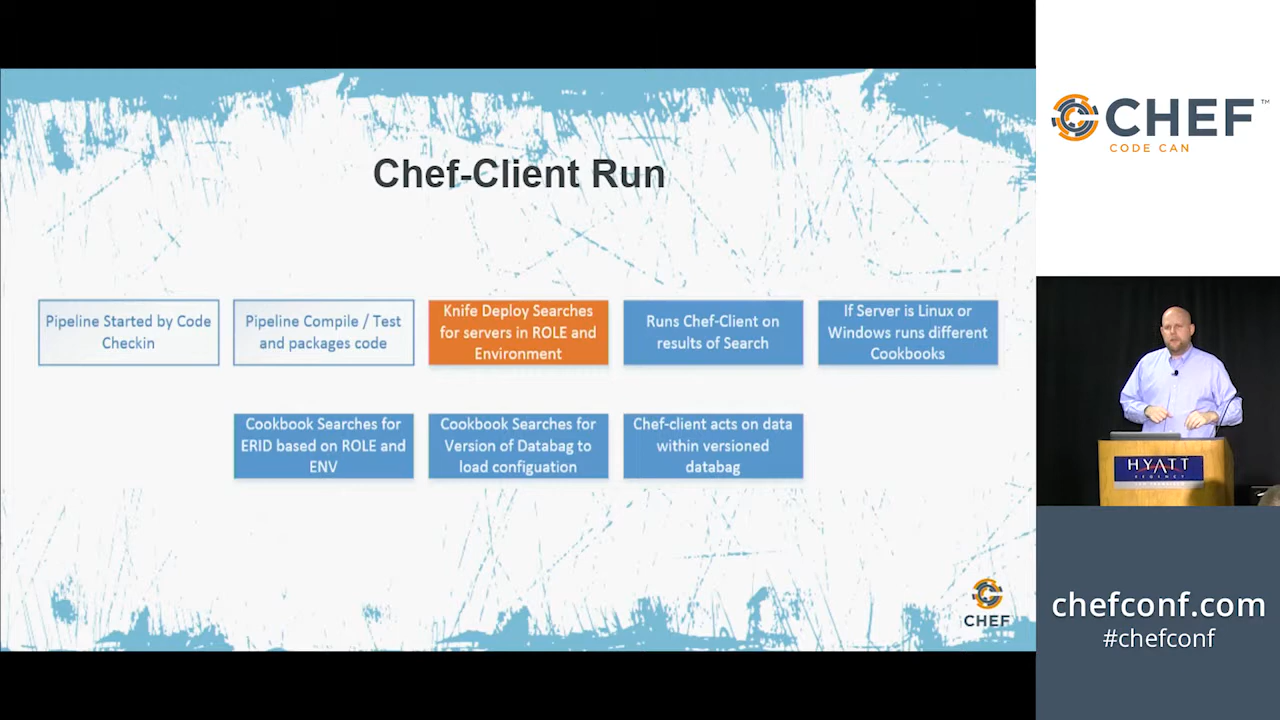 Chef-Client Run
Pipeline Started by Code
Checkin
Pipeline Compile / Test
and packages code
Knife Deploy Searches
for servers in ROLE and
Environment
Runs Chef-Client on
results of Search
If Server is Linux or
Windows runs different
Cookbooks
Cookbook Searches for
ERID based on ROLE and
ENV
Cookbook Searches for
Version of Databag to
load configuation
Chef-client acts on data
within versioned
databag
CHEF
CHEF™
CODE CAN
HYATT
REGENCY
chefconf.com
#chefconf